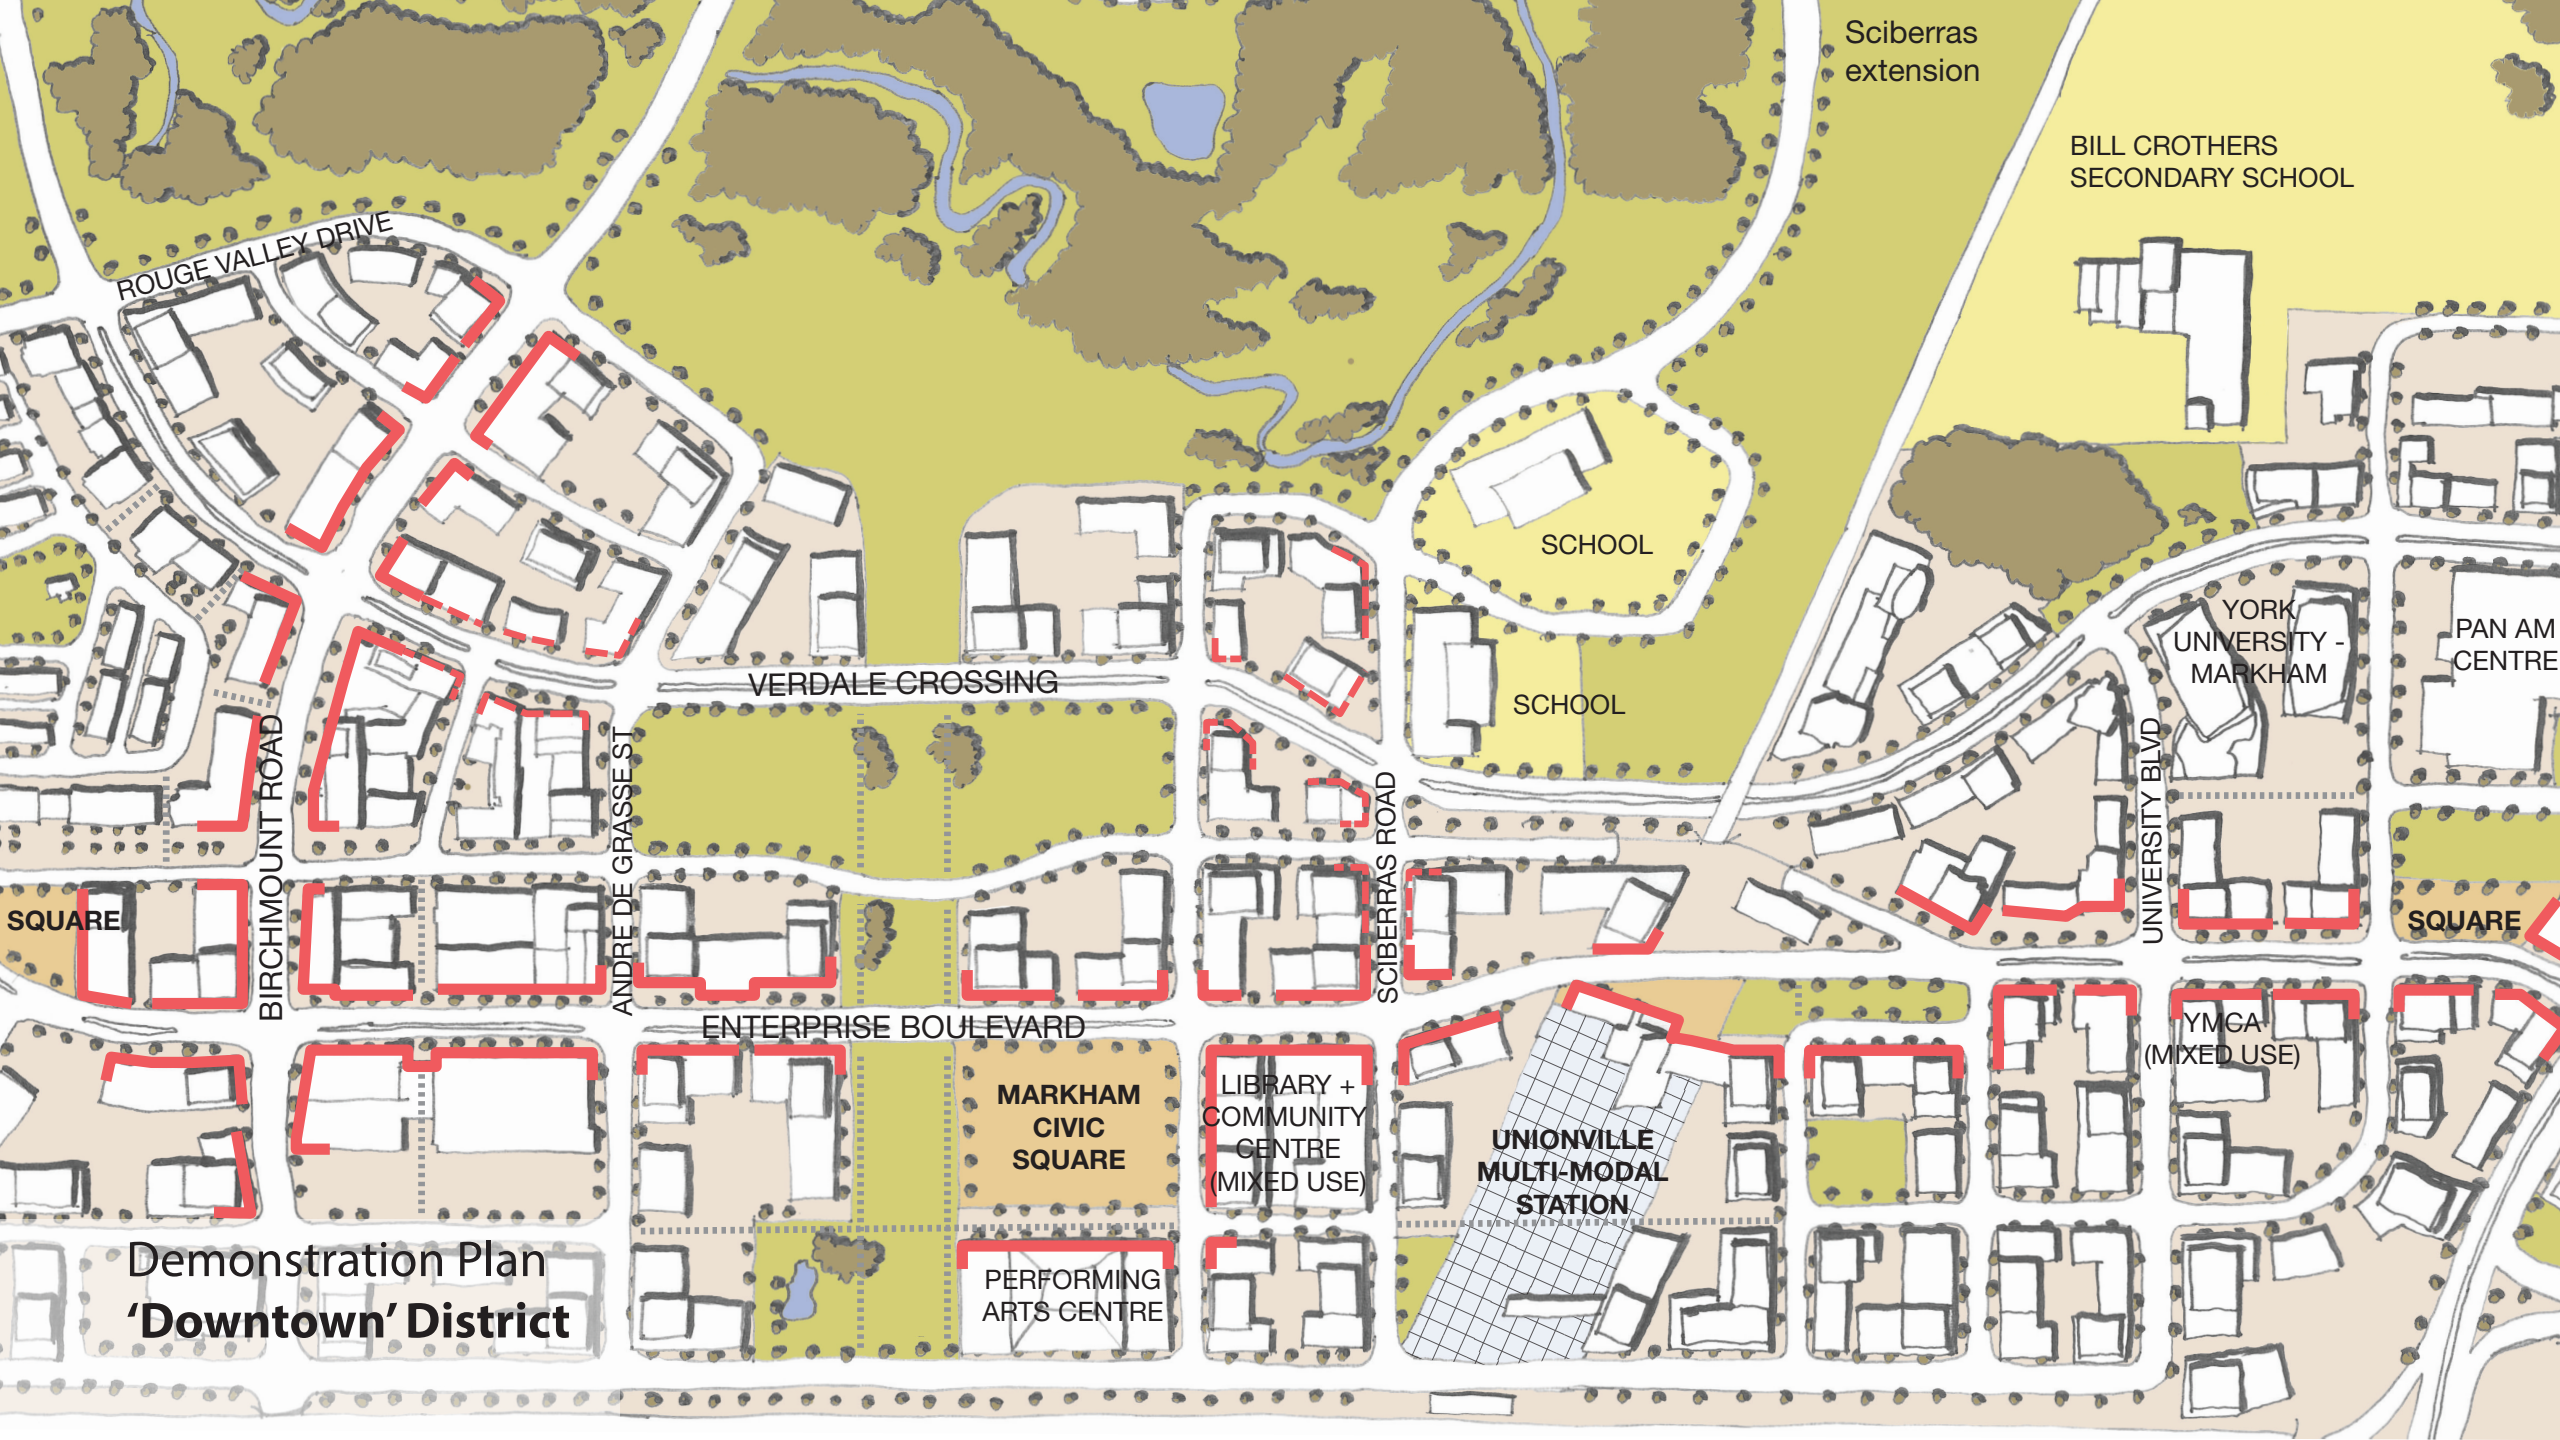 Sciberras
extension
BILL CROTHERS
SECONDARY SCHOOL
ROUGE VALLEY DRIVE
SCHOOL
YORK
UNIVERSITY -
MARKHAM
PAN AM
CENTRE
VERDALE CROSSING
SCHOOL
BIRCHMOUNT ROAD
ANDRE DE GRASSE ST
SCIBERRAS ROAD
UNIVERSITY BLVD
SQUARE
SQUARE
ENTERPRISE BOULEVARD
YMCA
(MIXED USE)
MARKHAM
CIVIC
SQUARE
LIBRARY +
COMMUNITY
CENTRE
(MIXED USE)
UNIONVILLE
MULTI-MODAL
STATION
PERFORMING
ARTS CENTRE
Demonstration Plan
‘Downtown’ District